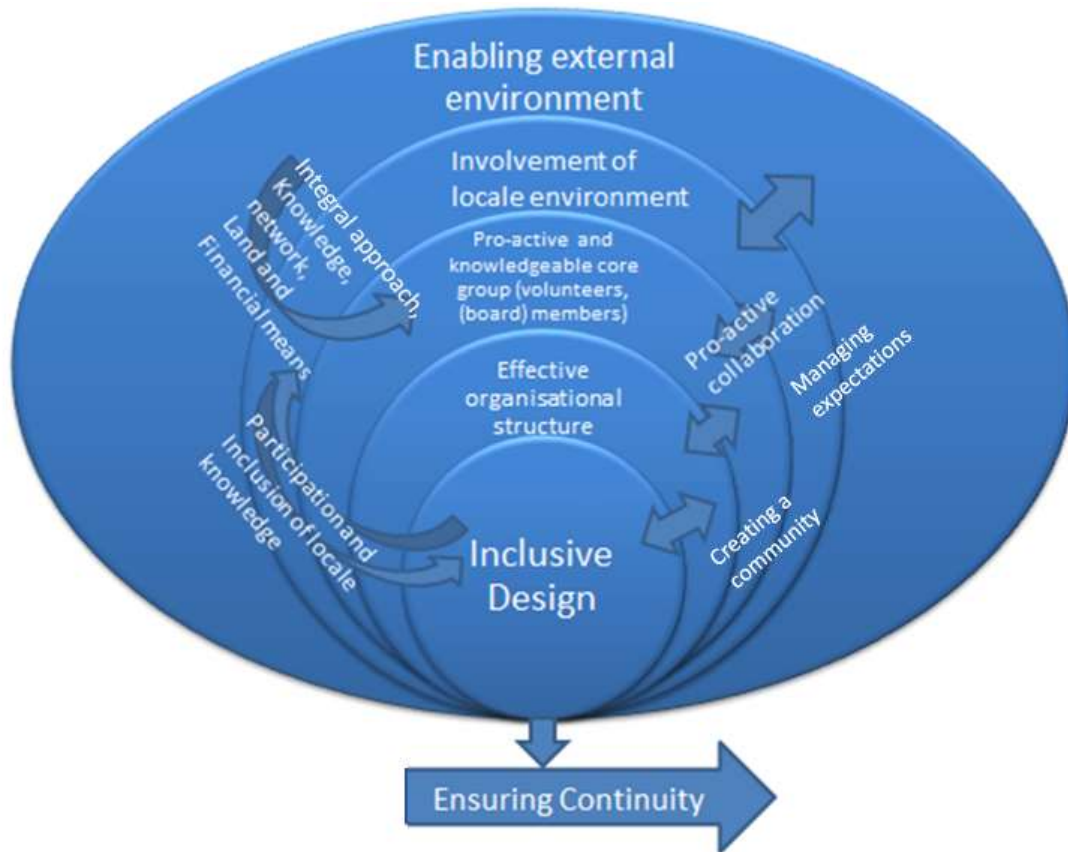 Enabling external
environment
Involvement of
locale environment
Pro-active and
knowledgeable core
group (volunteers,
(board) members)
Effective
organisational
structure
Inclusive
Design
Integral approach,
Knowledge,
network,
Land and
Financial means
Participation and
Inclusion of locale
knowledge
Pro-active
collaboration
Managing
expectations
Creating a
community
Ensuring Continuity